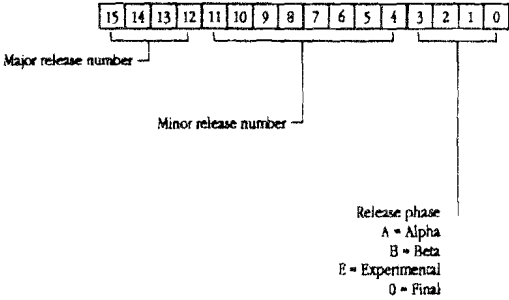 15 14 13 12 11 10 9 8 7 6 5 4 3 2 1 0
Major release number
Minor release number
Release phase
A = Alpha
B = Beta
E = Experimental
0 = Final